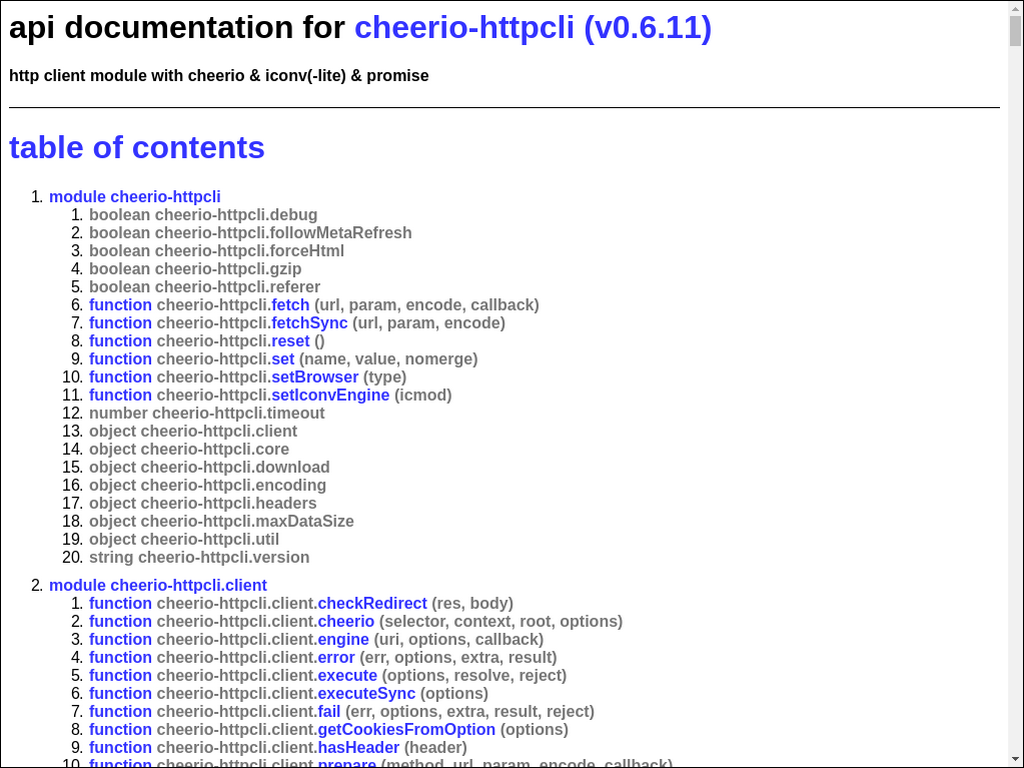 api documentation for cheerio-httpcli (v0.6.11)
http client module with cheerio & iconv(-lite) & promise
table of contents
1. module cheerio-httpcli
1. boolean cheerio-httpcli.debug
2. boolean cheerio-httpcli.followMetaRefresh
3. boolean cheerio-httpcli.forceHtml
4. boolean cheerio-httpcli.gzip
5. boolean cheerio-httpcli.referer
6. function cheerio-httpcli.fetch (url, param, encode, callback)
7. function cheerio-httpcli.fetchSync (url, param, encode)
8. function cheerio-httpcli.reset ()
9. function cheerio-httpcli.set (name, value, nomerge)
10. function cheerio-httpcli.setBrowser (type)
11. function cheerio-httpcli.setIconvEngine (icmod)
12. number cheerio-httpcli.timeout
13. object cheerio-httpcli.client
14. object cheerio-httpcli.core
15. object cheerio-httpcli.download
16. object cheerio-httpcli.encoding
17. object cheerio-httpcli.headers
18. object cheerio-httpcli.maxDataSize
19. object cheerio-httpcli.util
20. string cheerio-httpcli.version
2. module cheerio-httpcli.client
1. function cheerio-httpcli.client.checkRedirect (res, body)
2. function cheerio-httpcli.client.cheerio (selector, context, root, options)
3. function cheerio-httpcli.client.engine (uri, options, callback)
4. function cheerio-httpcli.client.error (err, options, extra, result)
5. function cheerio-httpcli.client.execute (options, resolve, reject)
6. function cheerio-httpcli.client.executeSync (options)
7. function cheerio-httpcli.client.fail (err, options, extra, result, reject)
8. function cheerio-httpcli.client.getCookiesFromOption (options)
9. function cheerio-httpcli.client.hasHeader (header)
10. function cheerio-httpcli.client.prepare (method, url, param, encode, callback)